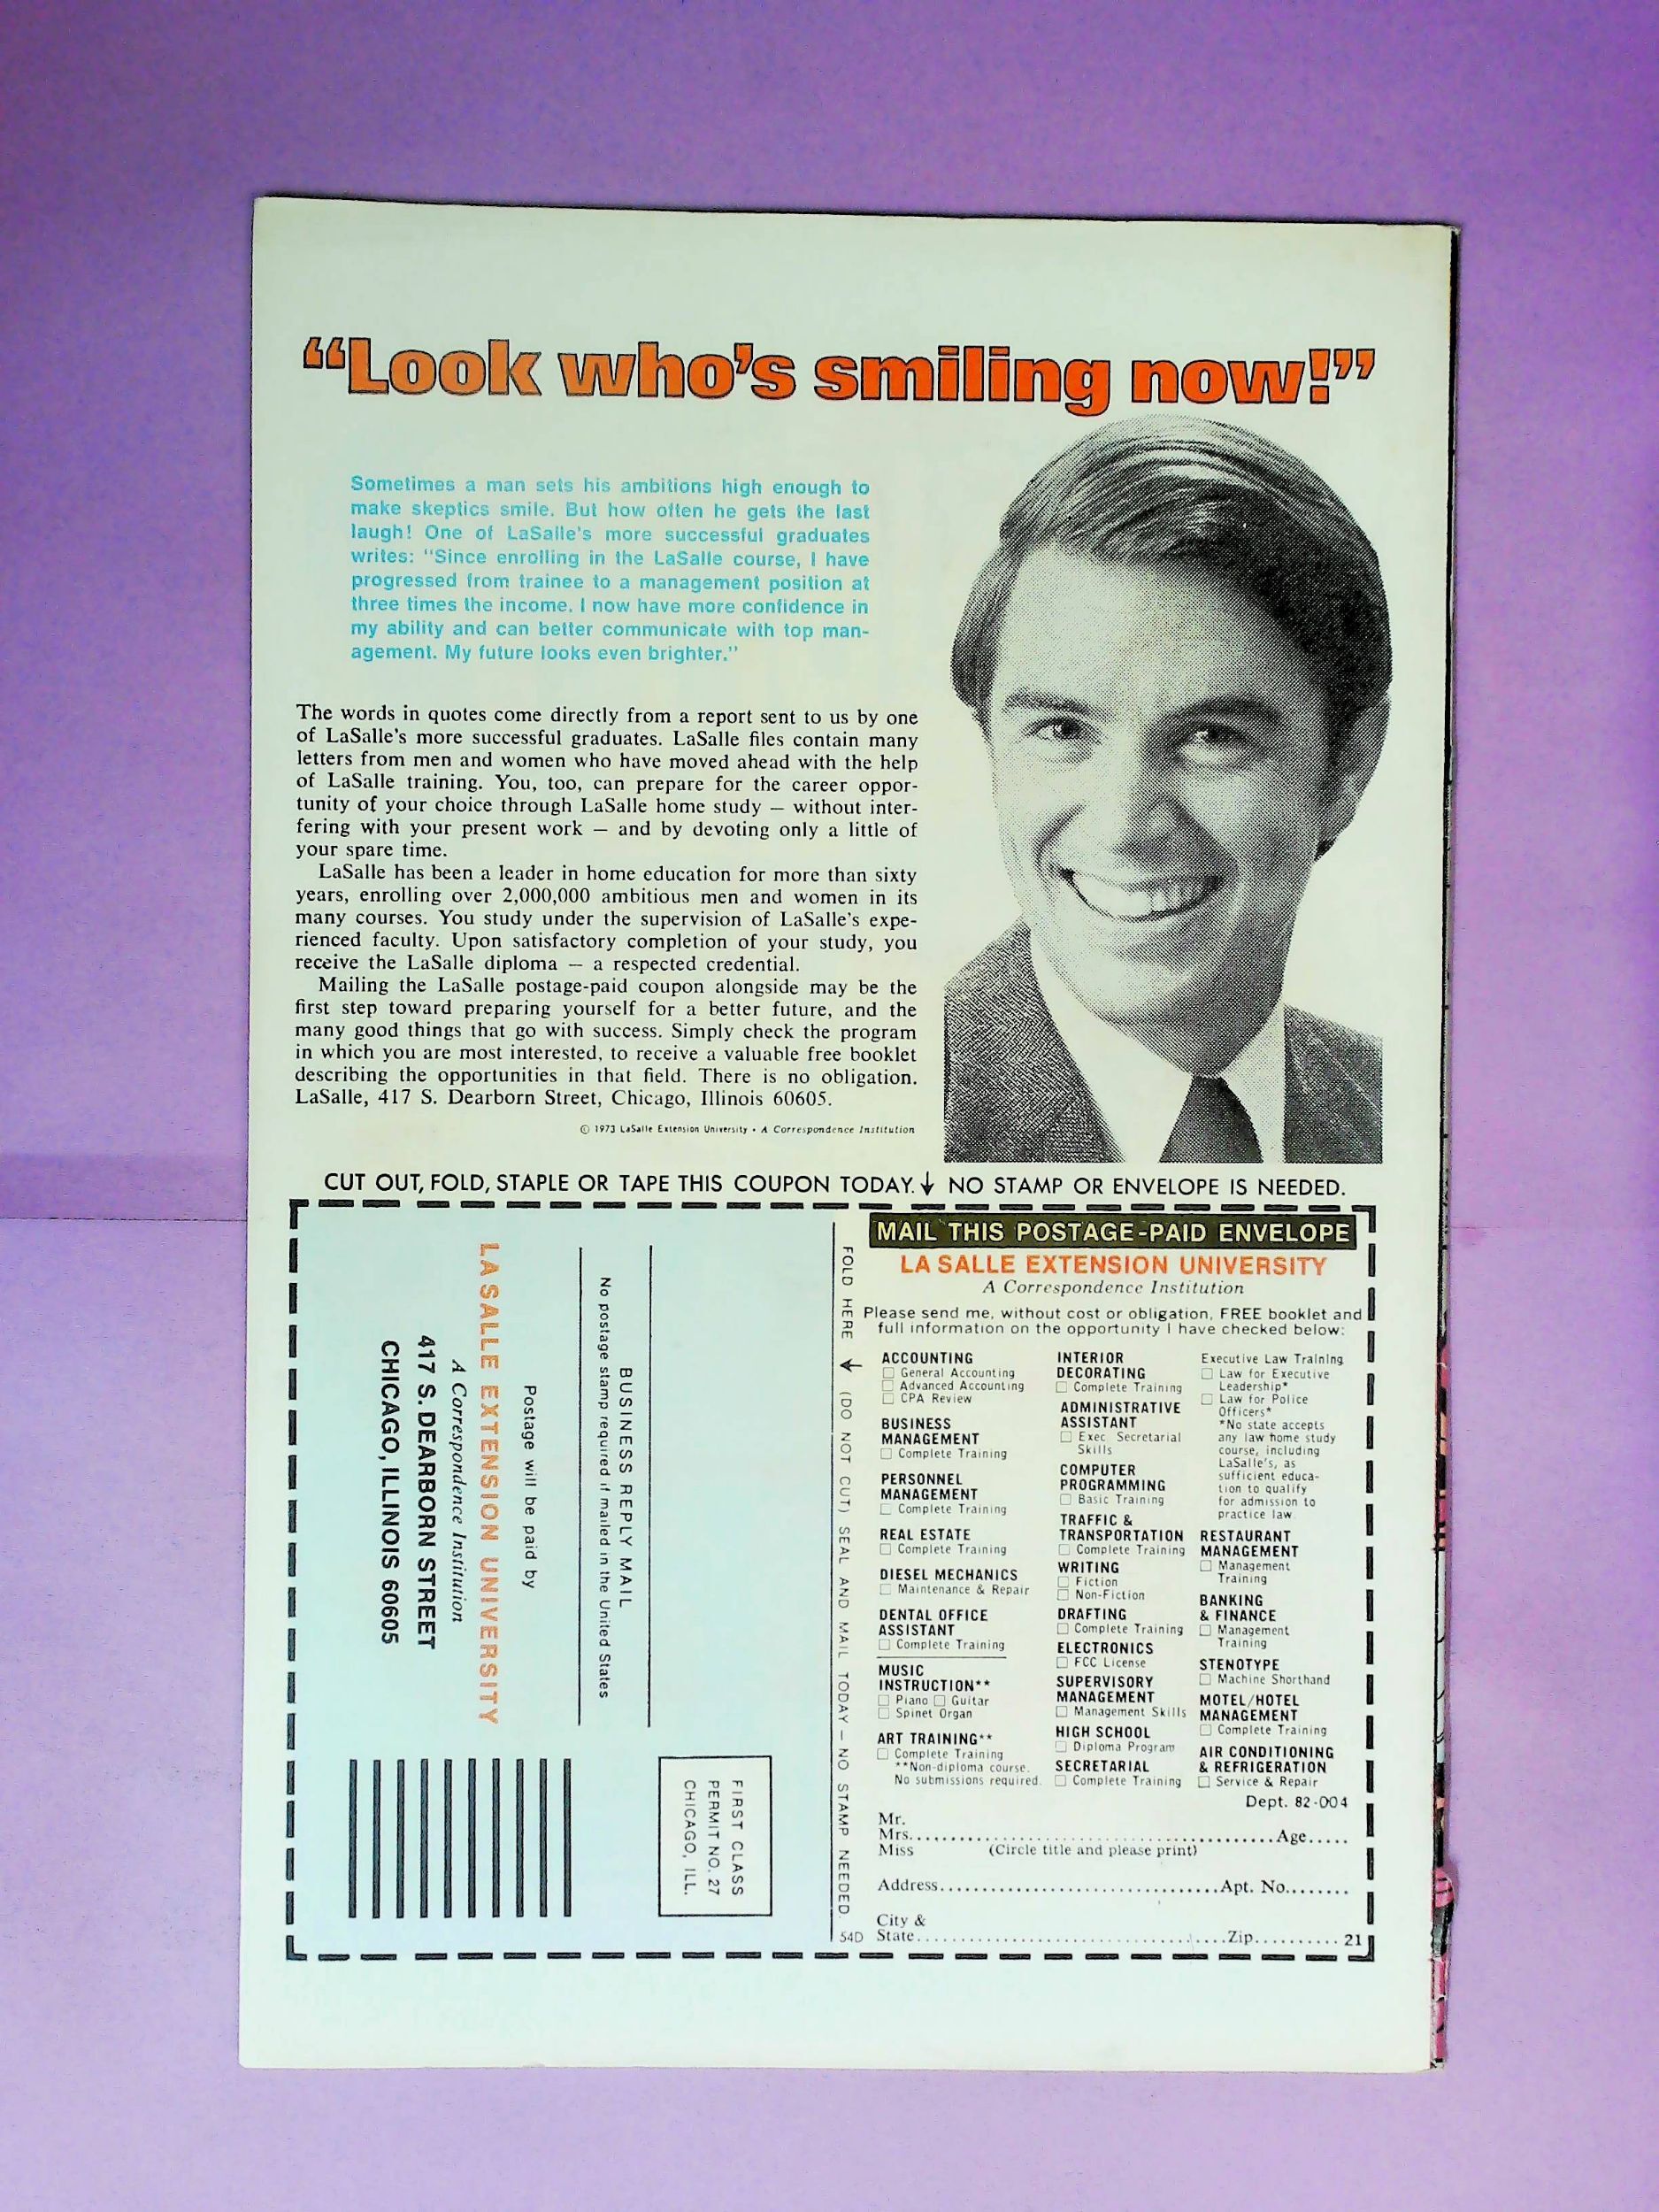 “Look who's smiling now!”
Sometimes a man sets his ambitions high enough to
make skeptics smile. But how often he gets the last
laugh! One of LaSalle's more successful graduates
writes: “Since enrolling in the LaSalle course, I have
progressed from trainee to a management position at
three times the income. I now have more confidence in
my ability and can better communicate with top man-
agement. My future looks even brighter.”
The words in quotes come directly from a report sent to us by one
of LaSalle's more successful graduates. LaSalle files contain many
letters from men and women who have moved ahead with the help
of LaSalle training. You, too, can prepare for the career oppor-
tunity of your choice through LaSalle home study — without inter-
fering with your present work — and by devoting only a little of
your spare time.
LaSalle has been a leader in home education for more than sixty
years, enrolling over 2,000,000 ambitious men and women in its
many courses. You study under the supervision of LaSalle's expe-
rienced faculty. Upon satisfactory completion of your study, you
receive the LaSalle diploma — a respected credential.
Mailing the LaSalle postage-paid coupon alongside may be the
first step toward preparing yourself for a better future, and the
many good things that go with success. Simply check the program
in which you are most interested, to receive a valuable free booklet
describing the opportunities in that field. There is no obligation.
LaSalle, 417 S. Dearborn Street, Chicago, Illinois 60605.
© 1973 LaSalle Extension University • A Correspondence Institution
CUT OUT, FOLD, STAPLE OR TAPE THIS COUPON TODAY. ↓ NO STAMP OR ENVELOPE IS NEEDED.
FIRST CLASS
PERMIT NO. 27
CHICAGO, ILL.
BUSINESS REPLY MAIL
No postage stamp required if mailed in the United States
Postage will be paid by
LA SALLE EXTENSION UNIVERSITY
A Correspondence Institution
417 S. DEARBORN STREET
CHICAGO, ILLINOIS 60605
FOLD HERE ← (DO NOT CUT) SEAL AND MAIL TODAY — NO STAMP NEEDED.
54D
MAIL THIS POSTAGE-PAID ENVELOPE
LA SALLE EXTENSION UNIVERSITY
A Correspondence Institution
Please send me, without cost or obligation, FREE booklet and
full information on the opportunity I have checked below:
ACCOUNTING
□ General Accounting
□ Advanced Accounting
□ CPA Review
BUSINESS
MANAGEMENT
□ Complete Training
PERSONNEL
MANAGEMENT
□ Complete Training
REAL ESTATE
□ Complete Training
DIESEL MECHANICS
□ Maintenance & Repair
DENTAL OFFICE
ASSISTANT
□ Complete Training
MUSIC
INSTRUCTION**
□ Piano □ Guitar
□ Spinet Organ
ART TRAINING**
□ Complete Training
**Non-diploma course.
No submissions required.
INTERIOR
DECORATING
□ Complete Training
ADMINISTRATIVE
ASSISTANT
□ Exec Secretarial
Skills
COMPUTER
PROGRAMMING
□ Basic Training
TRAFFIC &
TRANSPORTATION
□ Complete Training
WRITING
□ Fiction
□ Non-Fiction
DRAFTING
□ Complete Training
ELECTRONICS
□ FCC License
SUPERVISORY
MANAGEMENT
□ Management Skills
HIGH SCHOOL
□ Diploma Program
SECRETARIAL
□ Complete Training
Executive Law Training
□ Law for Executive
Leadership*
□ Law for Police
Officers*
*No state accepts
any law home study
course, including
LaSalle's, as
sufficient educa-
tion to qualify
for admission to
practice law
RESTAURANT
MANAGEMENT
□ Management
Training
BANKING
& FINANCE
□ Management
Training
STENOTYPE
□ Machine Shorthand
MOTEL/HOTEL
MANAGEMENT
□ Complete Training
AIR CONDITIONING
& REFRIGERATION
□ Service & Repair
Dept. 82-004
Mr.
Mrs. Age
Miss (Circle title and please print)
Address Apt. No.
City &
State Zip 21